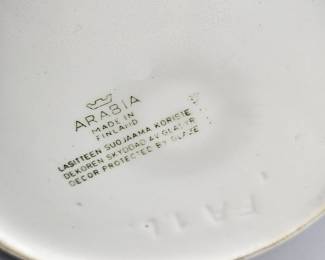 ARABIA
MADE IN
FINLAND
LASITTEEN SUOJAAMA KORISTE
DEKOREN SKYDDAD AV GLASYR
DECOR PROTECTED BY GLAZE